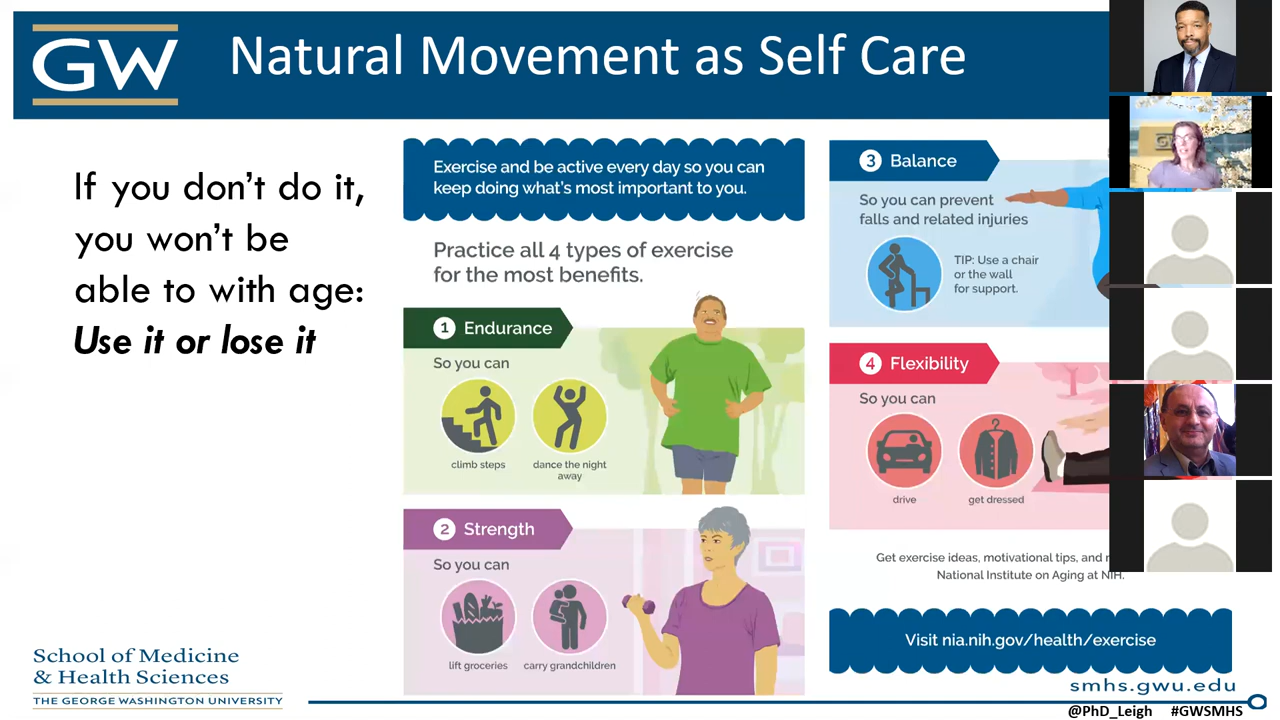 GW
Natural Movement as Self Care
If you don't do it,
you won't be
able to with age:
Use it or lose it
Exercise and be active every day so you can
keep doing what's most important to you.
Practice all 4 types of exercise
for the most benefits.
1 Endurance
So you can
climb steps
dance the night
away
2 Strength
So you can
lift groceries
carry grandchildren
3 Balance
So you can prevent
falls and related injuries
TIP: Use a chair
or the wall
for support.
4 Flexibility
So you can
drive
get dressed
Get exercise ideas, motivational tips, and
National Institute on Aging at NIH.
Visit nia.nih.gov/health/exercise
School of Medicine
& Health Sciences
THE GEORGE WASHINGTON UNIVERSITY
smhs.gwu.edu
@PhD_Leigh #GWSMHS